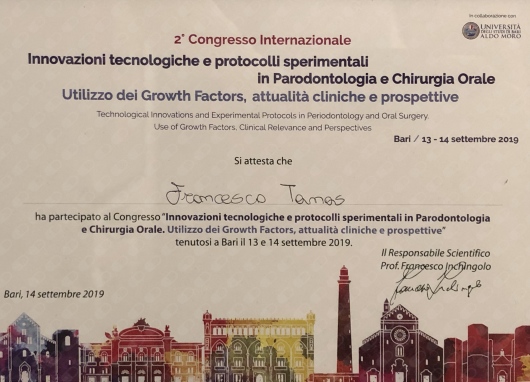 In collaborazione con
UNIVERSITÀ
DEGLI STUDI DI BARI
ALDO MORO
2° Congresso Internazionale
Innovazioni tecnologiche e protocolli sperimentali
in Parodontologia e Chirurgia Orale
Utilizzo dei Growth Factors, attualità cliniche e prospettive
Technological Innovations and Experimental Protocols in Periodontology and Oral Surgery.
Use of Growth Factors, Clinical Relevance and Perspectives
Bari / 13 - 14 settembre 2019
Si attesta che
Francesco Tamas
ha partecipato al Congresso "Innovazioni tecnologiche e protocolli sperimentali in Parodontologia
e Chirurgia Orale. Utilizzo dei Growth Factors, attualità cliniche e prospettive"
tenutosi a Bari il 13 e 14 settembre 2019.
Il Responsabile Scientifico
Prof. Francesco Inchingolo
Bari, 14 settembre 2019